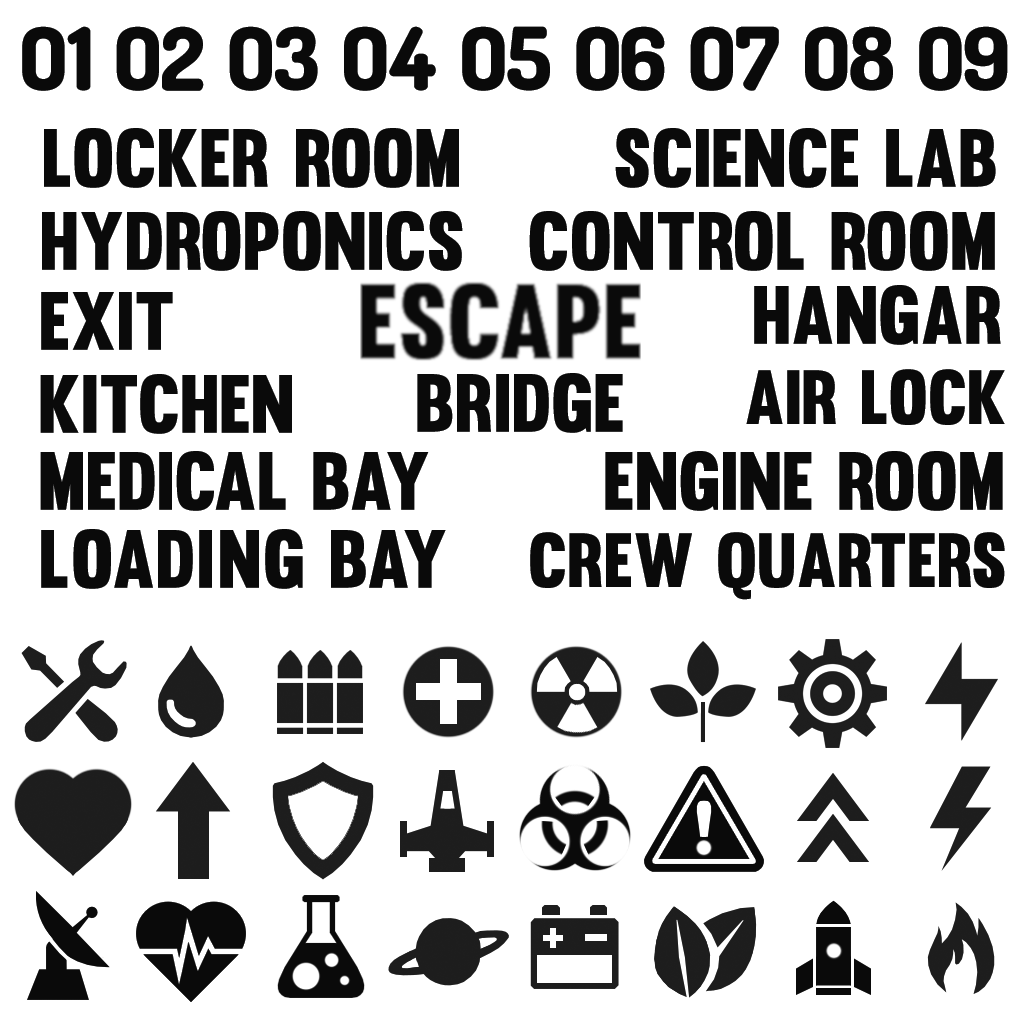 01 02 03 04 05 06 07 08 09
LOCKER ROOM SCIENCE LAB
HYDROPONICS CONTROL ROOM
EXIT ESCAPE HANGAR
KITCHEN BRIDGE AIR LOCK
MEDICAL BAY ENGINE ROOM
LOADING BAY CREW QUARTERS